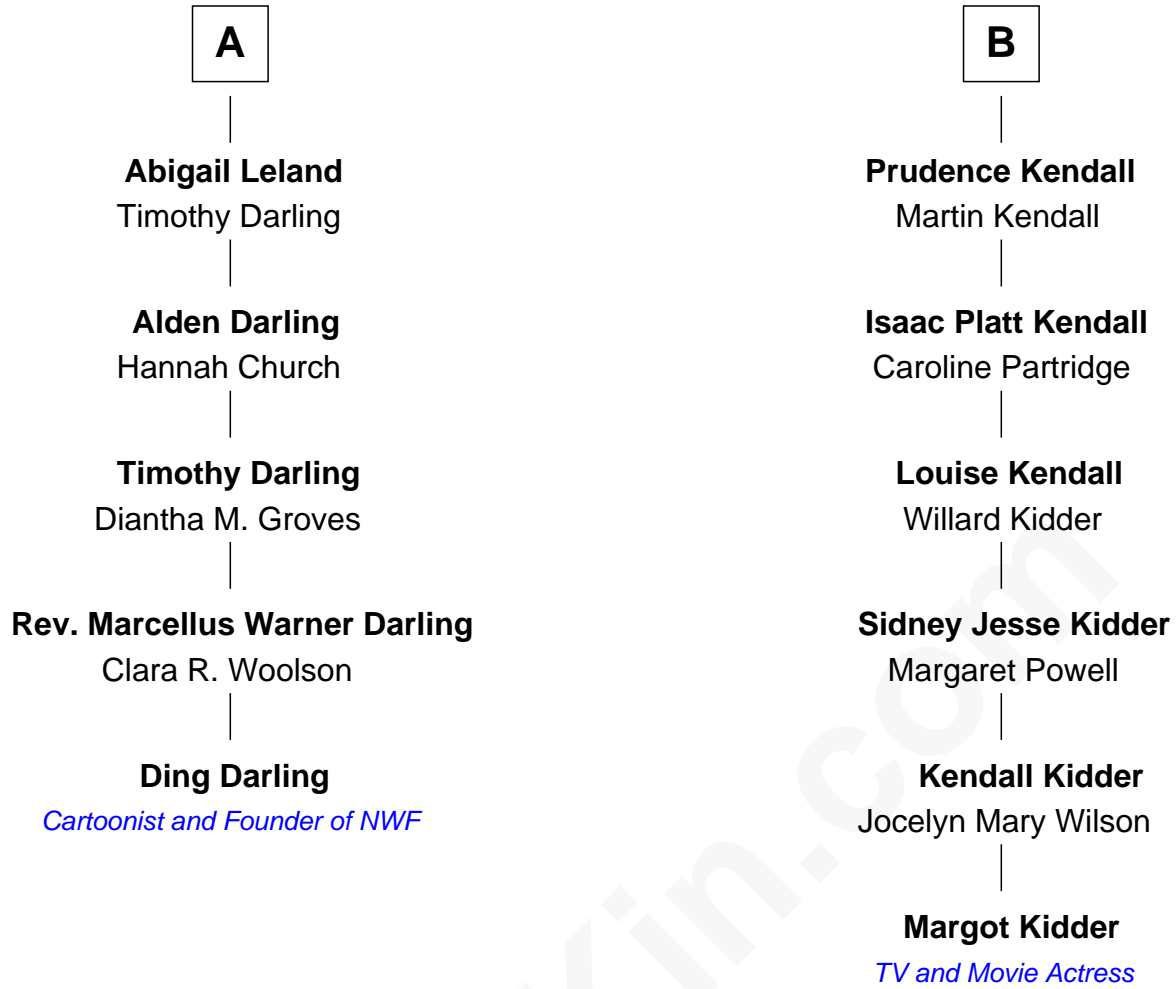 A
Abigail Leland
Timothy Darling
Alden Darling
Hannah Church
Timothy Darling
Diantha M. Groves
Rev. Marcellus Warner Darling
Clara R. Woolson
Ding Darling
Cartoonist and Founder of NWF
B
Prudence Kendall
Martin Kendall
Isaac Platt Kendall
Caroline Partridge
Louise Kendall
Willard Kidder
Sidney Jesse Kidder
Margaret Powell
Kendall Kidder
Jocelyn Mary Wilson
Margot Kidder
TV and Movie Actress
Kin.com